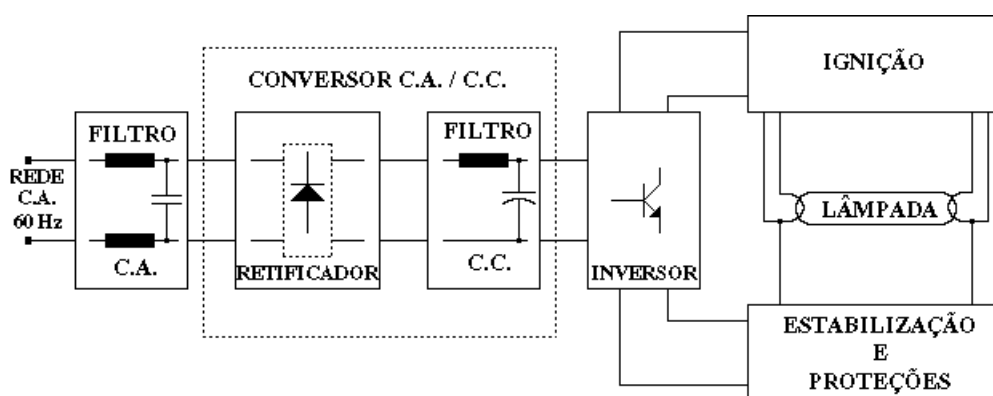 CONVERSOR C.A. / C.C.
IGNIÇÃO
FILTRO
FILTRO
REDE
C.A.
60 Hz
LÂMPADA
C.A.
RETIFICADOR
C.C.
INVERSOR
ESTABILIZAÇÃO
E
PROTEÇÕES